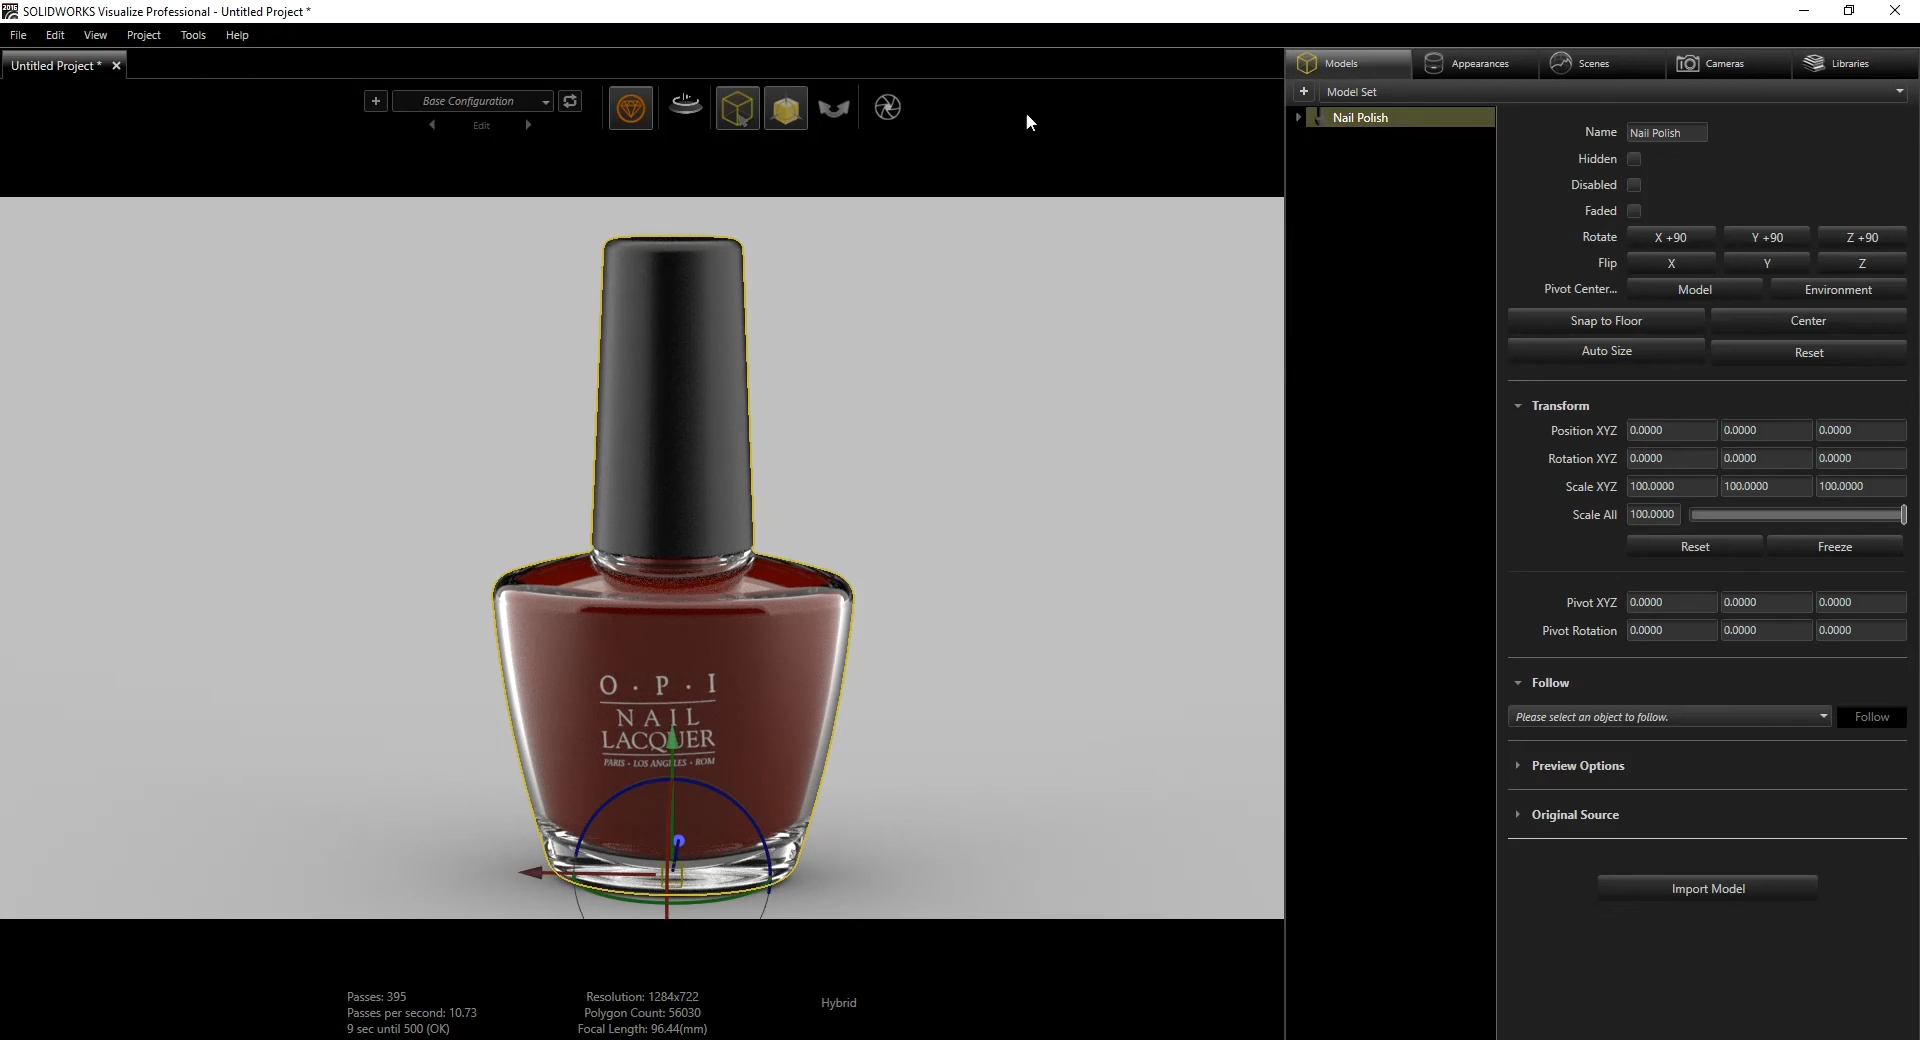 2016
SOLIDWORKS Visualize Professional - Untitled Project *
File Edit View Project Tools Help
Untitled Project *
Base Configuration
Edit
Models Appearances Scenes Cameras Libraries
Model Set
Nail Polish
Name Nail Polish
Hidden
Disabled
Faded
Rotate X +90 Y +90 Z +90
Flip X Y Z
Pivot Center... Model Environment
Snap to Floor Center
Auto Size Reset
Transform
Position XYZ 0.0000 0.0000 0.0000
Rotation XYZ 0.0000 0.0000 0.0000
Scale XYZ 100.0000 100.0000 100.0000
Scale All 100.0000
Reset Freeze
Pivot XYZ 0.0000 0.0000 0.0000
Pivot Rotation 0.0000 0.0000 0.0000
Follow
Please select an object to follow. Follow
Preview Options
Original Source
Import Model
O · P · I
NAIL
LACQUER
PARIS · LOS ANGELES · ROM
Passes: 395
Passes per second: 10.73
9 sec until 500 (OK)
Resolution: 1284x722
Polygon Count: 56030
Focal Length: 96.44(mm)
Hybrid